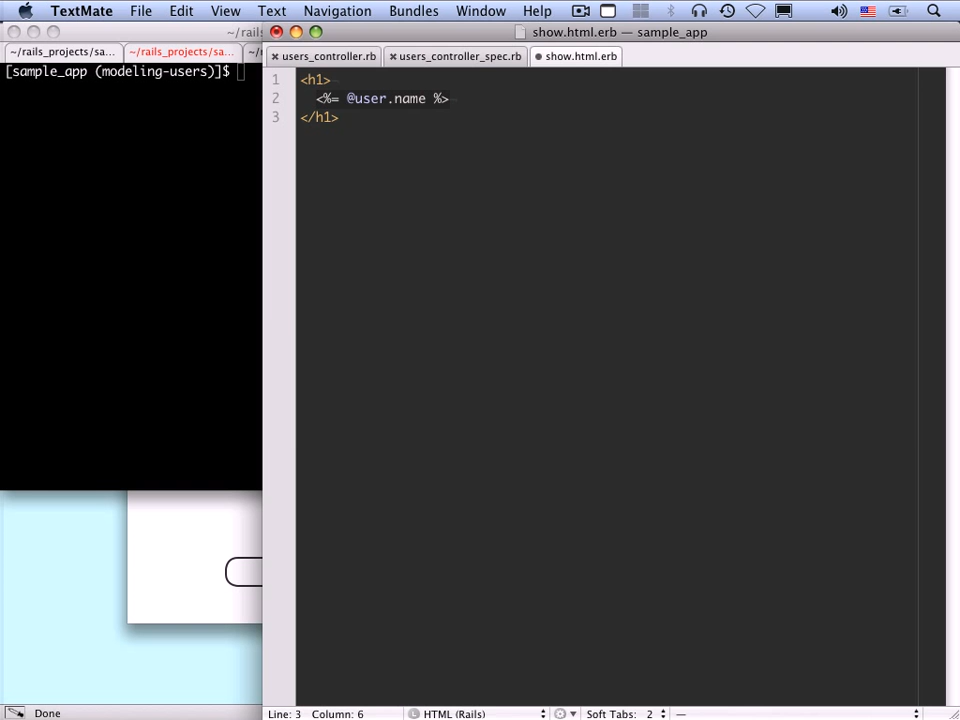 TextMate File Edit View Text Navigation Bundles Window Help
~/rails
show.html.erb — sample_app
~/rails_projects/sa... ~/rails_projects/sa... ~/r
users_controller.rb users_controller_spec.rb show.html.erb
[sample_app (modeling-users)]$
1 <h1>
2 <%= @user.name %>
3 </h1>
Done
Line: 3 Column: 6 HTML (Rails) Soft Tabs: 2 —